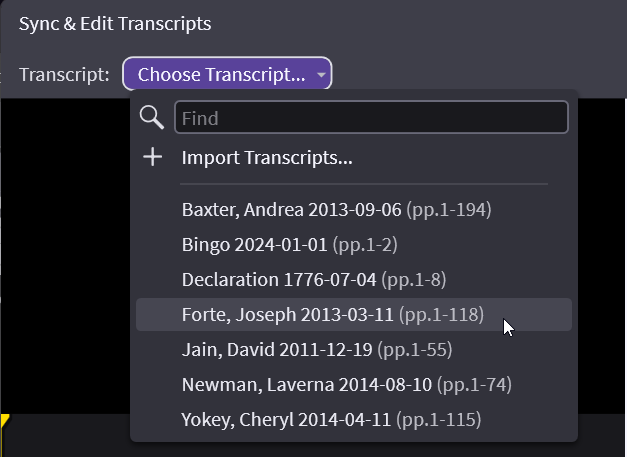 Sync & Edit Transcripts
Transcript: Choose Transcript...
Find
Import Transcripts...
Baxter, Andrea 2013-09-06 (pp.1-194)
Bingo 2024-01-01 (pp.1-2)
Declaration 1776-07-04 (pp.1-8)
Forte, Joseph 2013-03-11 (pp.1-118)
Jain, David 2011-12-19 (pp.1-55)
Newman, Laverna 2014-08-10 (pp.1-74)
Yokey, Cheryl 2014-04-11 (pp.1-115)